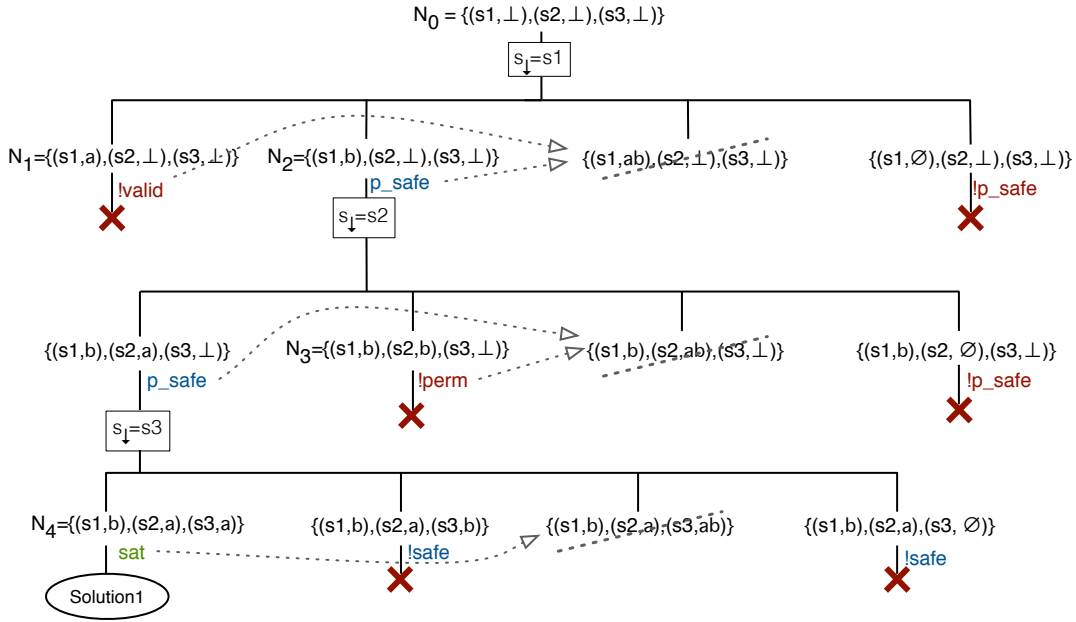 N0 = {(s1,⊥),(s2,⊥),(s3,⊥)}
s↓=s1
N1={(s1,a),(s2,⊥),(s3,⊥)}
N2={(s1,b),(s2,⊥),(s3,⊥)}
{(s1,ab),(s2,⊥),(s3,⊥)}
{(s1,∅),(s2,⊥),(s3,⊥)}
!valid
p_safe
!p_safe
s↓=s2
{(s1,b),(s2,a),(s3,⊥)}
N3={(s1,b),(s2,b),(s3,⊥)}
{(s1,b),(s2,ab),(s3,⊥)}
{(s1,b),(s2, ∅),(s3,⊥)}
p_safe
!perm
!p_safe
s↓=s3
N4={(s1,b),(s2,a),(s3,a)}
{(s1,b),(s2,a),(s3,b)}
{(s1,b),(s2,a),(s3,ab)}
{(s1,b),(s2,a),(s3, ∅)}
sat
!safe
!safe
Solution1